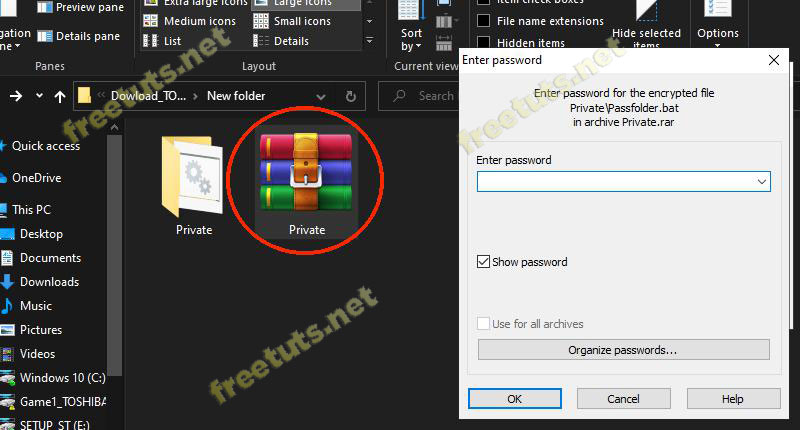 Preview pane
Details pane
gation
ane
Panes
Extra large icons
Large icons
Medium icons
Small icons
List
Details
Layout
Sort
by
Current view
Item check boxes
File name extensions
Hidden items
Hide selected
items
Options
Dowload_TO...
New folder
Search
Quick access
OneDrive
This PC
Desktop
Documents
Downloads
Music
Pictures
Videos
Windows 10 (C:)
Game1_TOSHIBA
SETUP_ST (E:)
Private
Private
Enter password
Enter password for the encrypted file
Private\Passfolder.bat
in archive Private.rar
Enter password
Show password
Use for all archives
Organize passwords...
OK
Cancel
Help
freetuts.net
freetuts.net
freetuts.net